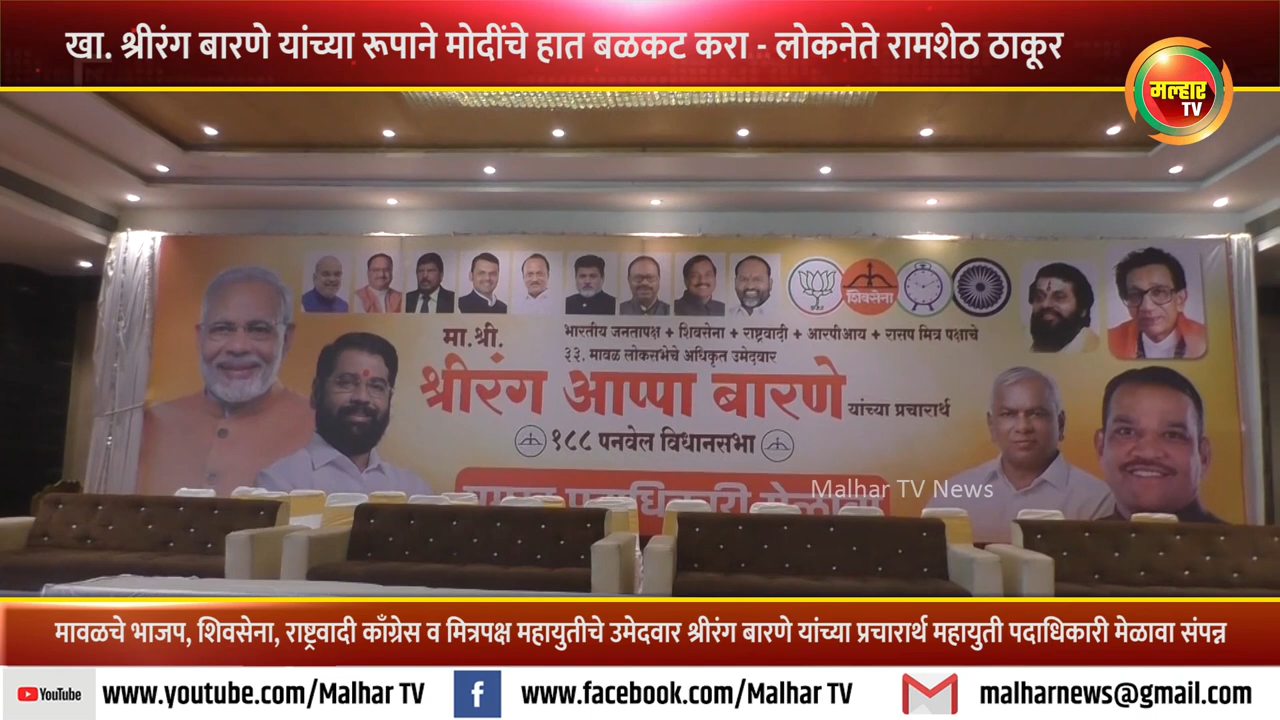 खा. श्रीरंग बारणे यांच्या रूपाने मोदींचे हात बळकट करा - लोकनेते रामशेठ ठाकूर
मल्हार
TV
शिवसेना
मा.श्री.
भारतीय जनतापक्ष + शिवसेना + राष्ट्रवादी + आरपीआय + रासप मित्र पक्षाचे
३३, मावळ लोकसभेचे अधिकृत उमेदवार
श्रीरंग आप्पा बारणे यांच्या प्रचारार्थ
१८८ पनवेल विधानसभा
पदाधिकारी मेळावा
Malhar TV News
मावळचे भाजप, शिवसेना, राष्ट्रवादी काँग्रेस व मित्रपक्ष महायुतीचे उमेदवार श्रीरंग बारणे यांच्या प्रचारार्थ महायुती पदाधिकारी मेळावा संपन्न
YouTube www.youtube.com/Malhar TV www.facebook.com/Malhar TV malharnews@gmail.com